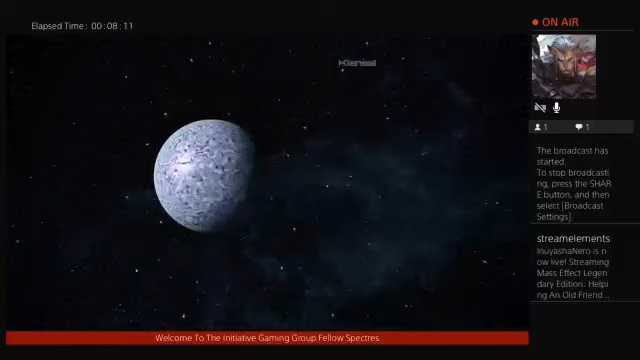 Elapsed Time: 00:08:11
ON AIR
Klensal
1
1
The broadcast has
started.
To stop broadcasti
ng, press the SHAR
E button, and then
select [Broadcast
Settings].
streamelements
InuyashaNero is n
ow live! Streaming
Mass Effect Legen
dary Edition: Helpi
ng An Old Friend...
Welcome To The Initiative Gaming Group Fellow Spectres